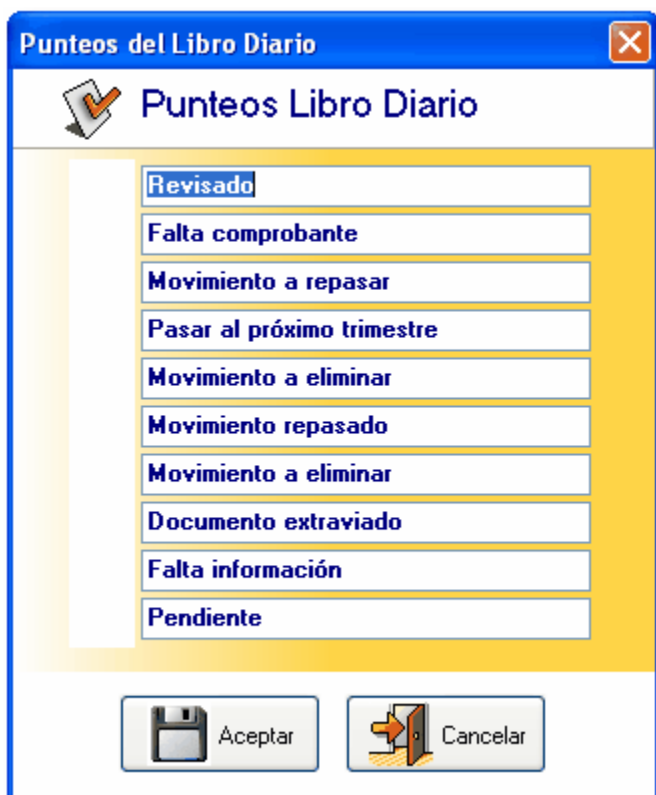 Punteos del Libro Diario
Punteos Libro Diario
Revisado
Falta comprobante
Movimiento a repasar
Pasar al próximo trimestre
Movimiento a eliminar
Movimiento repasado
Movimiento a eliminar
Documento extraviado
Falta información
Pendiente
Aceptar
Cancelar